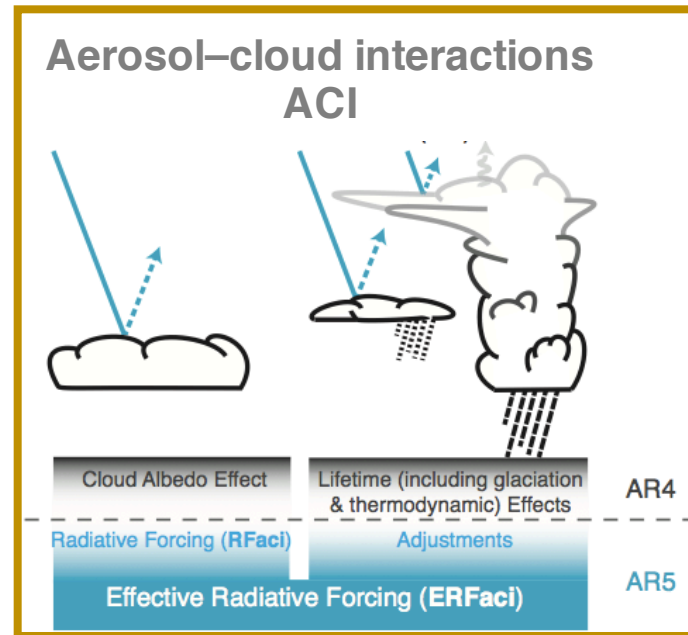 Aerosol–cloud interactions
ACI
Cloud Albedo Effect
Lifetime (including glaciation
& thermodynamic) Effects
AR4
Radiative Forcing (RFaci)
Adjustments
AR5
Effective Radiative Forcing (ERFaci)